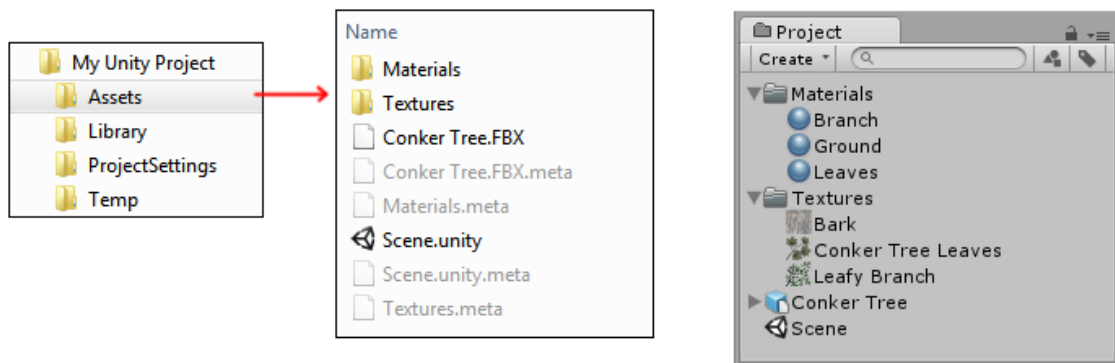 My Unity Project
Assets
Library
ProjectSettings
Temp
Name
Materials
Textures
Conker Tree.FBX
Conker Tree.FBX.meta
Materials.meta
Scene.unity
Scene.unity.meta
Textures.meta
Project
Create
Materials
Branch
Ground
Leaves
Textures
Bark
Conker Tree Leaves
Leafy Branch
Conker Tree
Scene